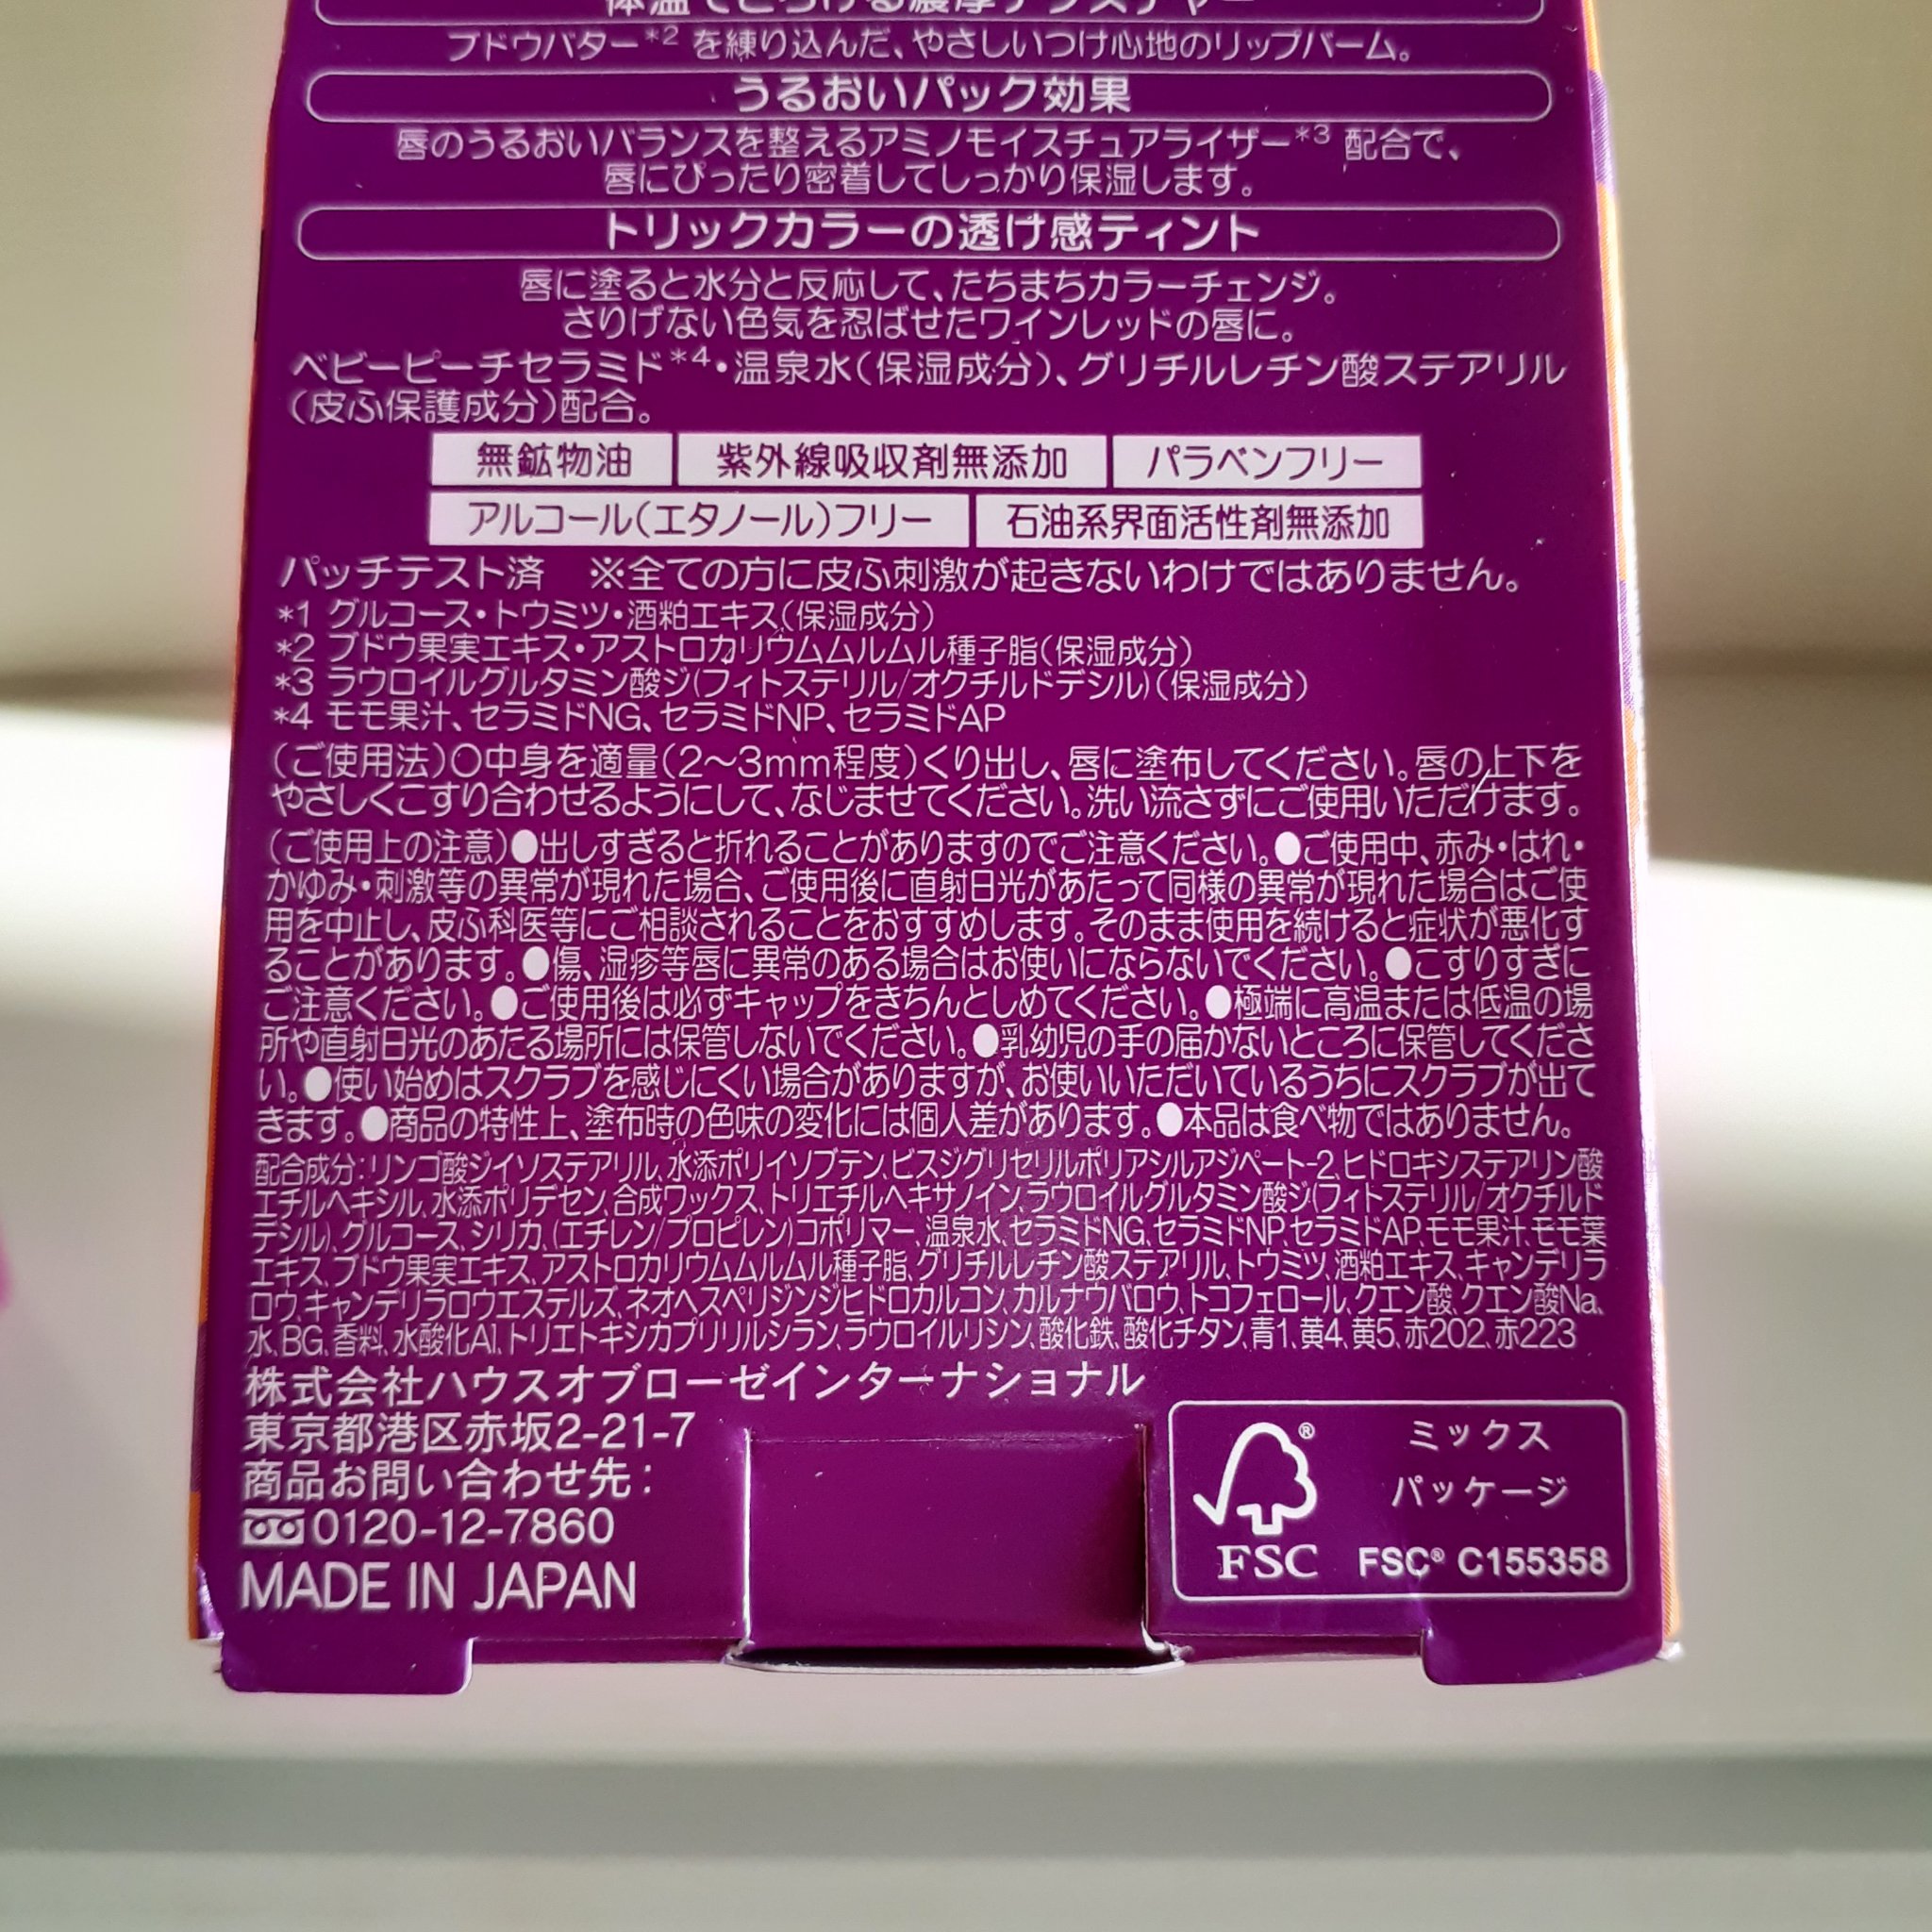 体温でとろける濃厚テクスチャー
ブドウバター*2 を練り込んだ、やさしいつけ心地のリップバーム。
うるおいパック効果
唇のうるおいバランスを整えるアミノモイスチュアライザー*3 配合で、
唇にぴったり密着してしっかり保湿します。
トリックカラーの透け感ティント
唇に塗ると水分と反応して、たちまちカラーチェンジ。
さりげない色気を忍ばせたワインレッドの唇に。
ベビーピーチセラミド*4・温泉水(保湿成分)、グリチルレチン酸ステアリル
(皮ふ保護成分)配合。
無鉱物油 紫外線吸収剤無添加 パラベンフリー
アルコール(エタノール)フリー 石油系界面活性剤無添加
パッチテスト済 ※全ての方に皮ふ刺激が起きないわけではありません。
*1 グルコース・トウミツ・酒粕エキス(保湿成分)
*2 ブドウ果実エキス・アストロカリウムムルムル種子脂(保湿成分)
*3 ラウロイルグルタミン酸ジ(フィトステリル/オクチルドデシル)(保湿成分)
*4 モモ果汁、セラミドNG、セラミドNP、セラミドAP
(ご使用法)○中身を適量(2〜3mm程度)くり出し、唇に塗布してください。唇の上下を
やさしくこすり合わせるようにして、なじませてください。洗い流さずにご使用いただけます。
(ご使用上の注意)●出しすぎると折れることがありますのでご注意ください。●ご使用中、赤み・はれ・
かゆみ・刺激等の異常が現れた場合、ご使用後に直射日光があたって同様の異常が現れた場合はご使
用を中止し、皮ふ科医等にご相談されることをおすすめします。そのまま使用を続けると症状が悪化す
ることがあります。●傷、湿疹等唇に異常のある場合はお使いにならないでください。●こすりすぎに
ご注意ください。●ご使用後は必ずキャップをきちんとしめてください。●極端に高温または低温の場
所や直射日光のあたる場所には保管しないでください。●乳幼児の手の届かないところに保管してくださ
い。●使い始めはスクラブを感じにくい場合がありますが、お使いいただいているうちにスクラブが出て
きます。●商品の特性上、塗布時の色味の変化には個人差があります。●本品は食べ物ではありません。
配合成分:リンゴ酸ジイソステアリル、水添ポリイソブテン、ビスジグリセリルポリアシルアジペート-2、ヒドロキシステアリン酸
エチルヘキシル、水添ポリデセン、合成ワックス、トリエチルヘキサノイン、ラウロイルグルタミン酸ジ(フィトステリル/オクチルド
デシル)、グルコース、シリカ、(エチレン/プロピレン)コポリマー、温泉水、セラミドNG、セラミドNP、セラミドAP、モモ果汁、モモ葉
エキス、ブドウ果実エキス、アストロカリウムムルムル種子脂、グリチルレチン酸ステアリル、トウミツ、酒粕エキス、キャンデリラ
ロウ、キャンデリラロウエステルズ、ネオヘスペリジンジヒドロカルコン、カルナウバロウ、トコフェロール、クエン酸、クエン酸Na、
水、BG、香料、水酸化Al、トリエトキシカプリリルシラン、ラウロイルリシン、酸化鉄、酸化チタン、青1、黄4、黄5、赤202、赤223
株式会社ハウスオブローゼインターナショナル
東京都港区赤坂2-21-7
商品お問い合わせ先:
0120-12-7860
MADE IN JAPAN
ミックス
パッケージ
FSC® C155358
®
FSC